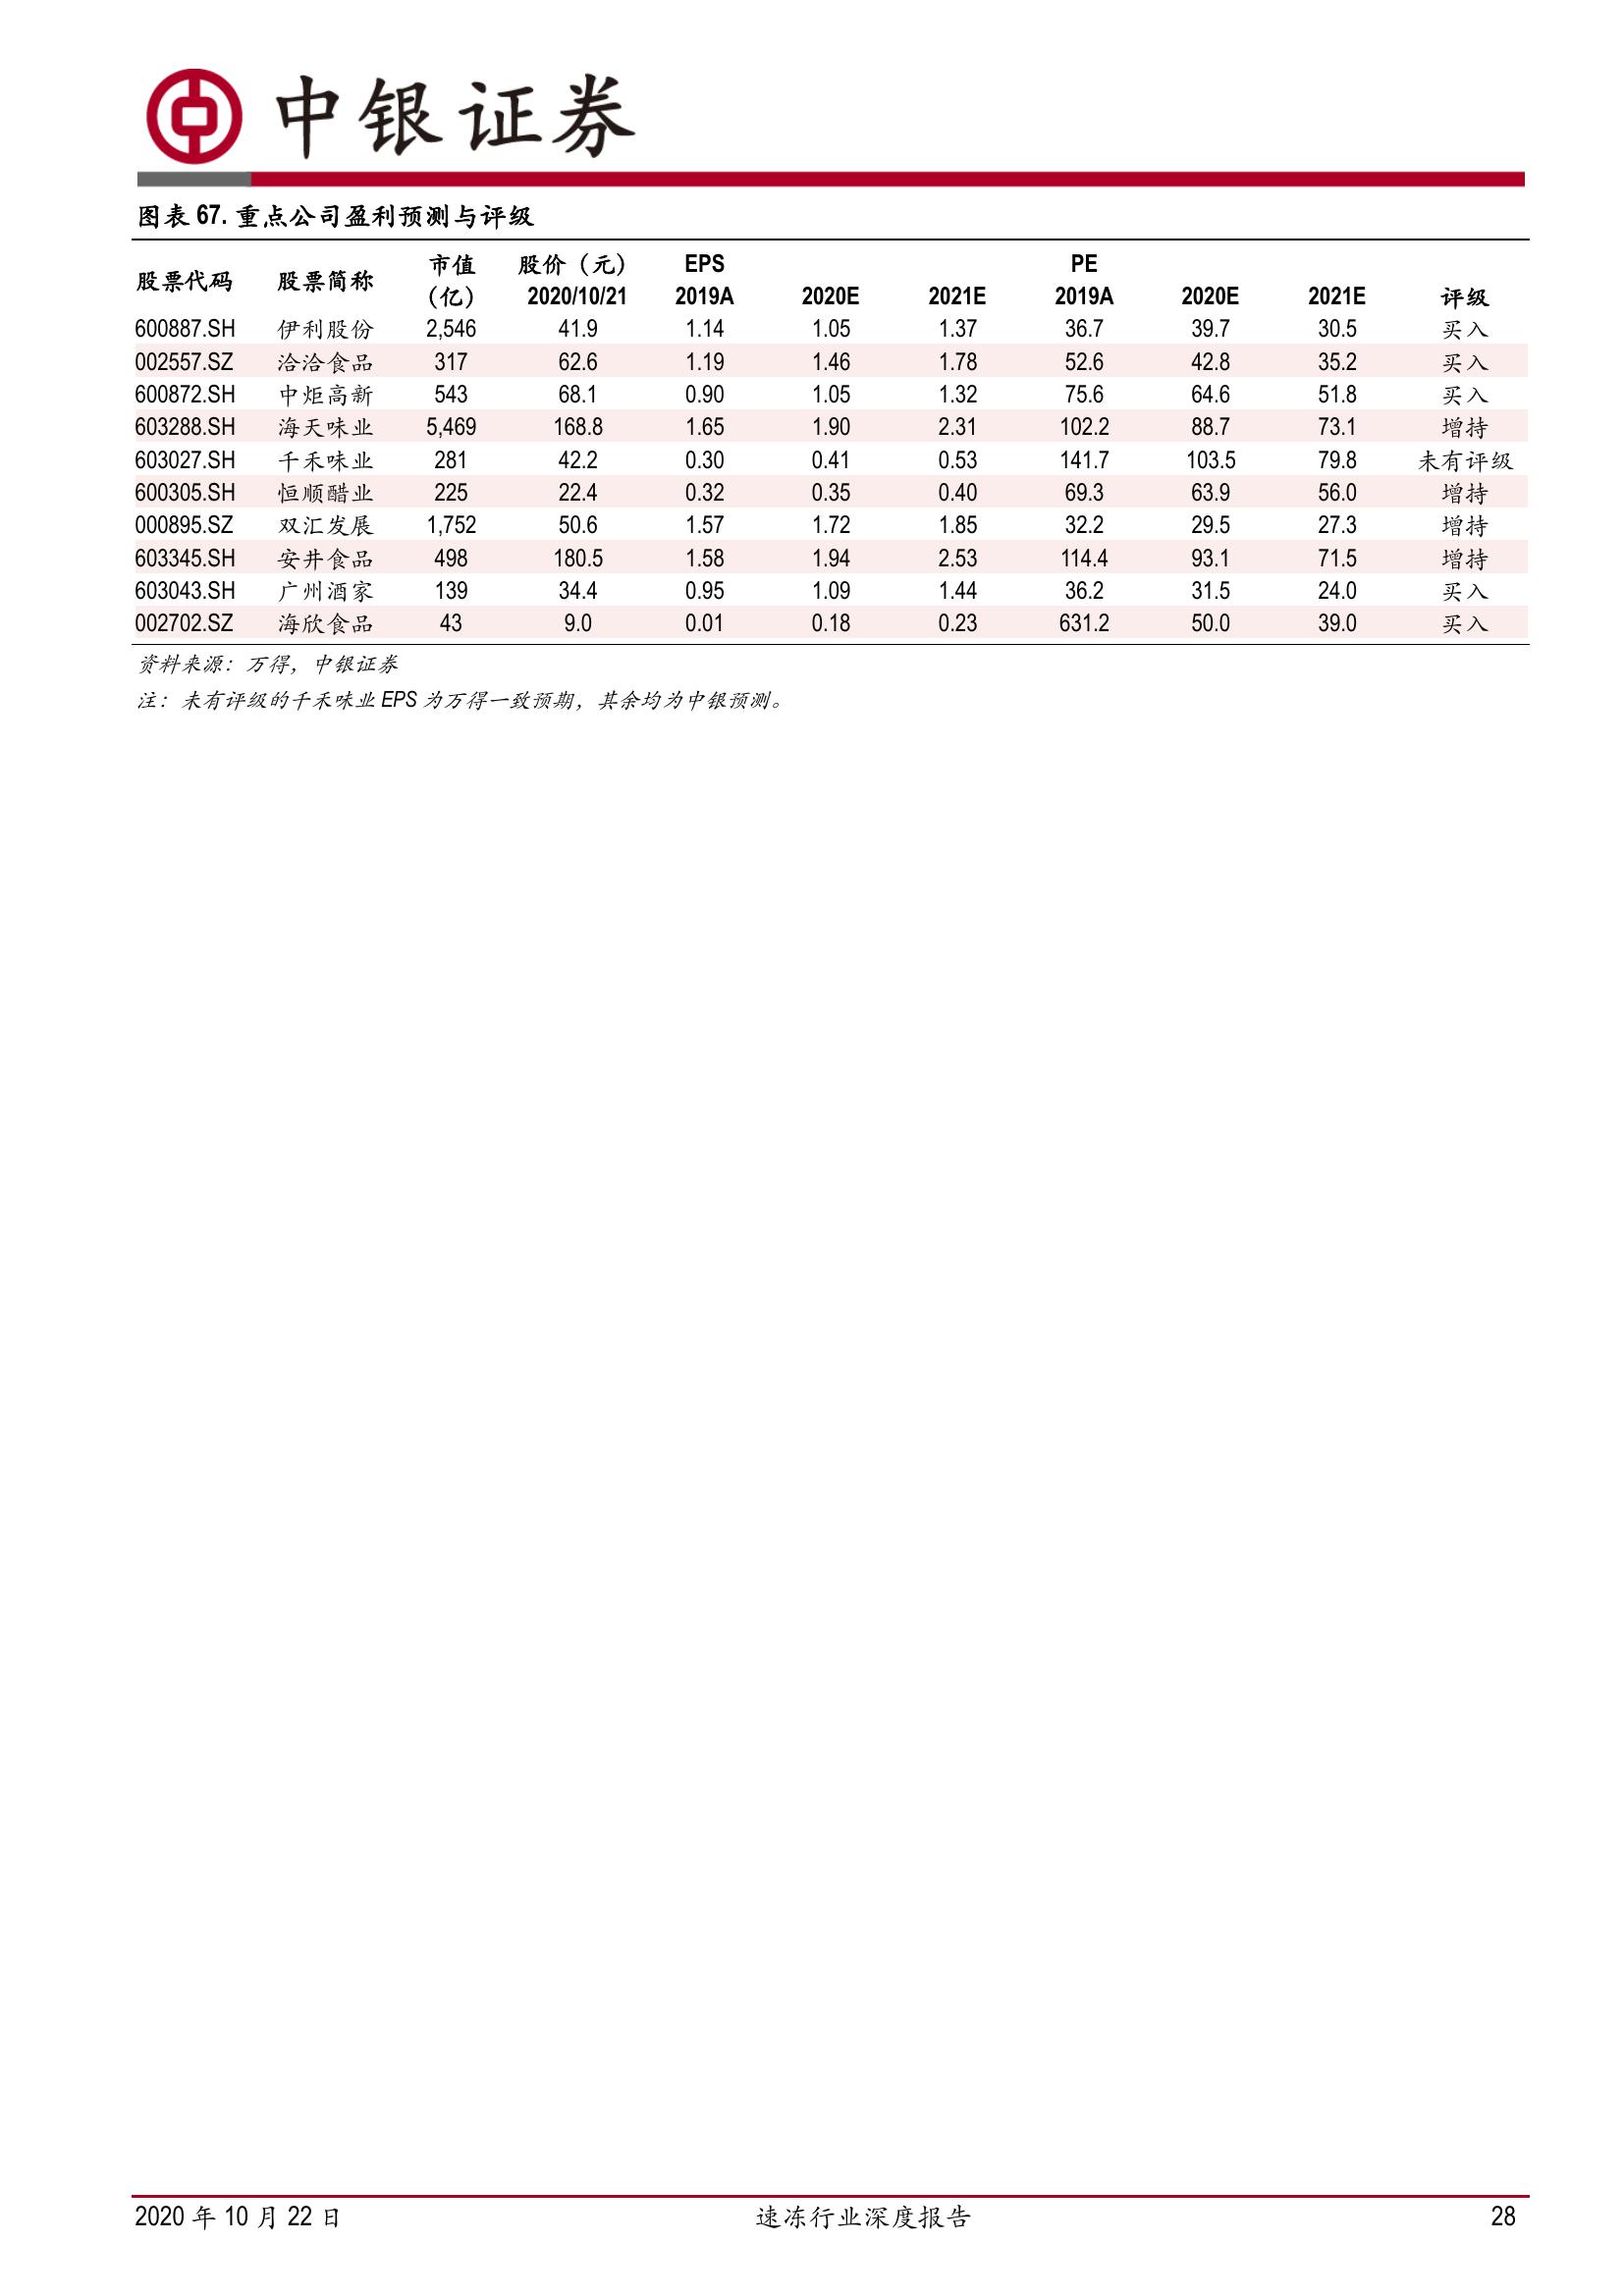 中银证券
图表 67. 重点公司盈利预测与评级
股票代码 股票简称 市值（亿） 股价（元） EPS PE
2020/10/21 2019A 2020E 2021E 2019A 2020E 2021E 评级
600887.SH 伊利股份 2,546 41.9 1.14 1.05 1.37 36.7 39.7 30.5 买入
002557.SZ 洽洽食品 317 62.6 1.19 1.46 1.78 52.6 42.8 35.2 买入
600872.SH 中炬高新 543 68.1 0.90 1.05 1.32 75.6 64.6 51.8 买入
603288.SH 海天味业 5,469 168.8 1.65 1.90 2.31 102.2 88.7 73.1 增持
603027.SH 千禾味业 281 42.2 0.30 0.41 0.53 141.7 103.5 79.8 未有评级
600305.SH 恒顺醋业 225 22.4 0.32 0.35 0.40 69.3 63.9 56.0 增持
000895.SZ 双汇发展 1,752 50.6 1.57 1.72 1.85 32.2 29.5 27.3 增持
603345.SH 安井食品 498 180.5 1.58 1.94 2.53 114.4 93.1 71.5 增持
603043.SH 广州酒家 139 34.4 0.95 1.09 1.44 36.2 31.5 24.0 买入
002702.SZ 海欣食品 43 9.0 0.01 0.18 0.23 631.2 50.0 39.0 买入
资料来源：万得，中银证券
注：未有评级的千禾味业 EPS 为万得一致预期，其余均为中银预测。
2020 年 10 月 22 日 速冻行业深度报告 28